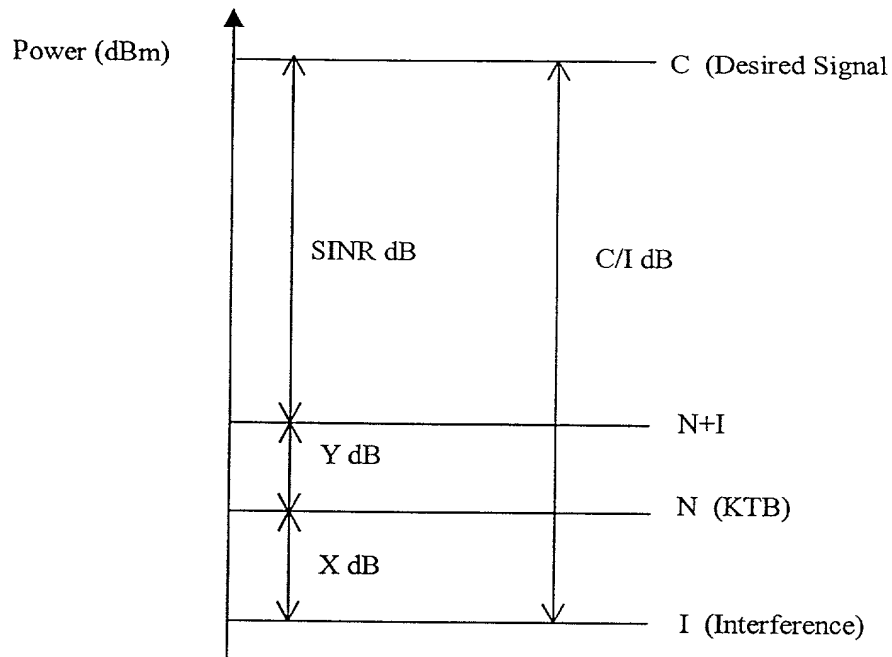 Power (dBm)
C (Desired Signal
SINR dB
C/I dB
N+I
Y dB
N (KTB)
X dB
I (Interference)